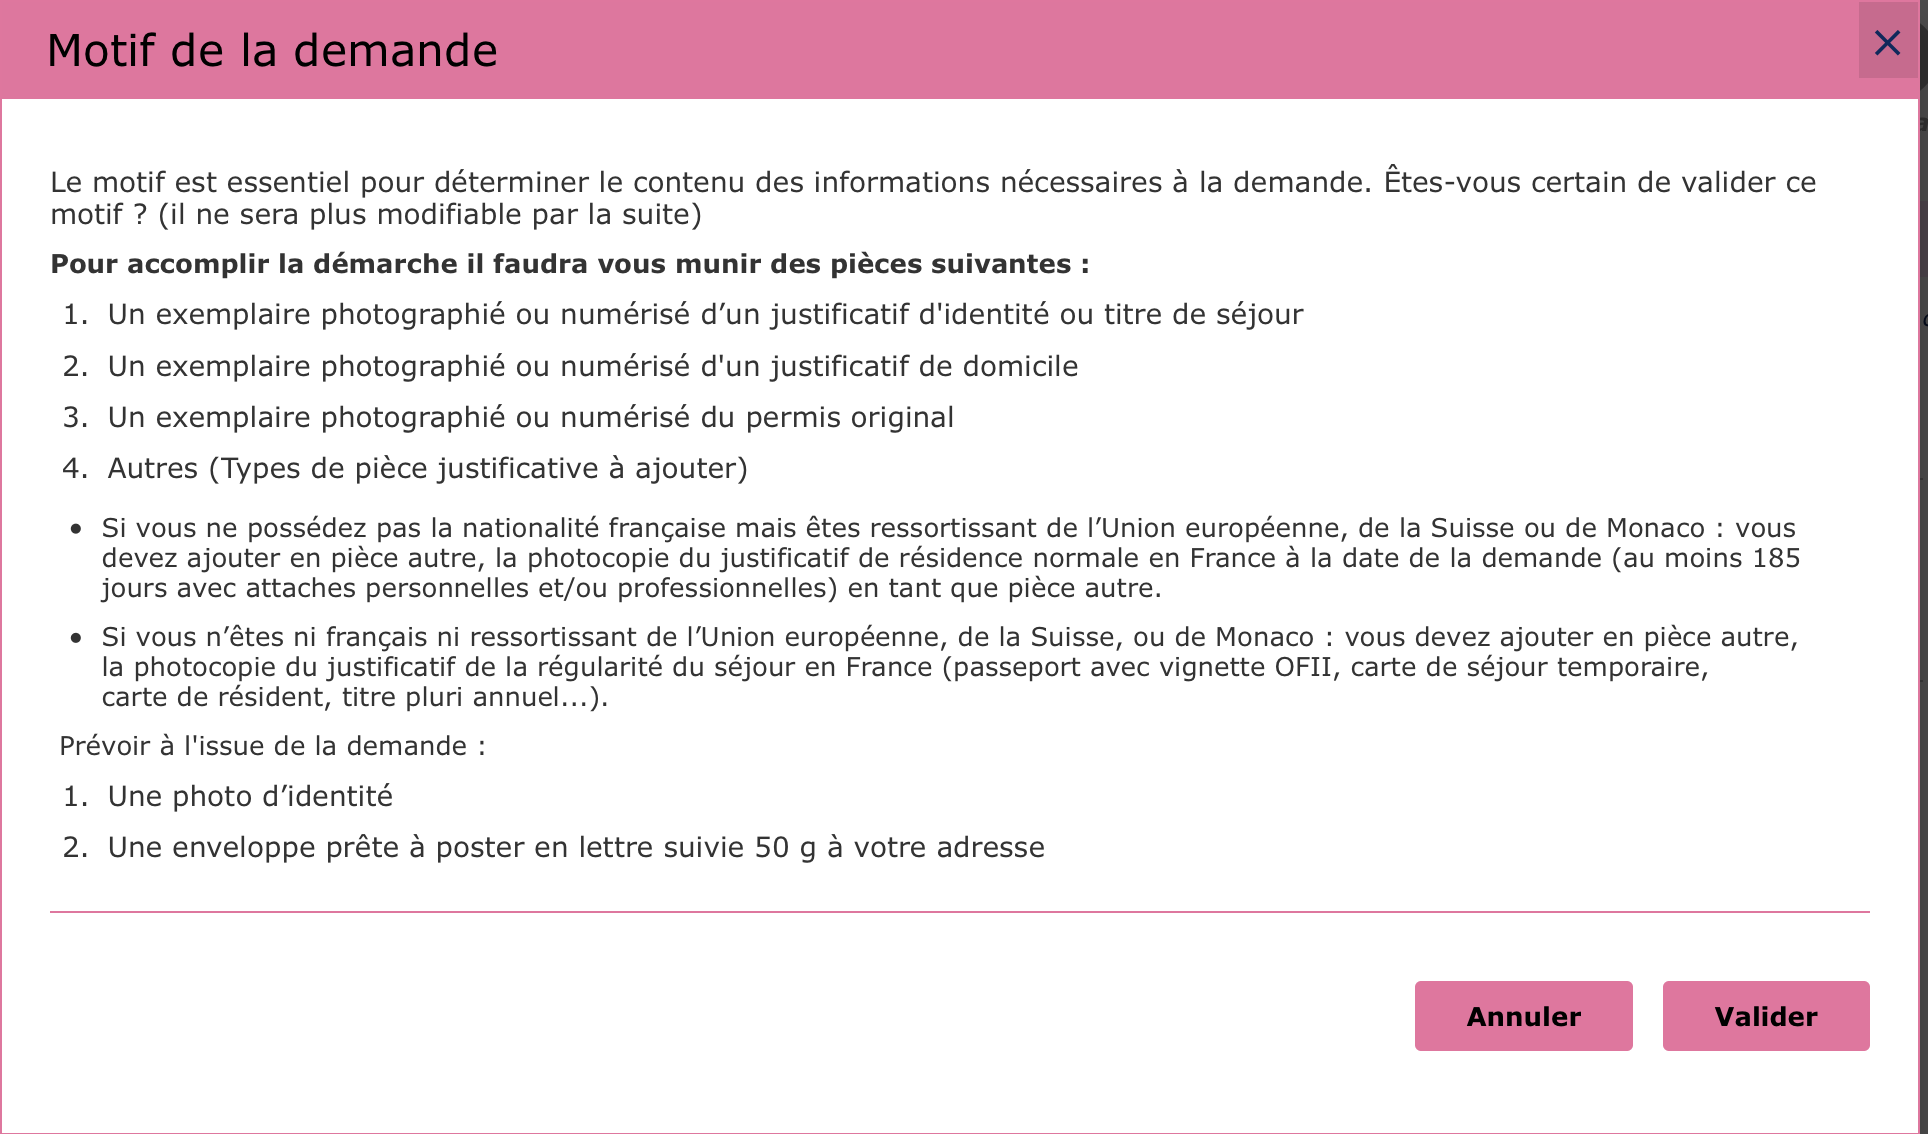 Motif de la demande
Le motif est essentiel pour déterminer le contenu des informations nécessaires à la demande. Êtes-vous certain de valider ce
motif ? (il ne sera plus modifiable par la suite)
Pour accomplir la démarche il faudra vous munir des pièces suivantes :
1. Un exemplaire photographié ou numérisé d’un justificatif d'identité ou titre de séjour
2. Un exemplaire photographié ou numérisé d'un justificatif de domicile
3. Un exemplaire photographié ou numérisé du permis original
4. Autres (Types de pièce justificative à ajouter)
• Si vous ne possédez pas la nationalité française mais êtes ressortissant de l’Union européenne, de la Suisse ou de Monaco : vous
devez ajouter en pièce autre, la photocopie du justificatif de résidence normale en France à la date de la demande (au moins 185
jours avec attaches personnelles et/ou professionnelles) en tant que pièce autre.
• Si vous n’êtes ni français ni ressortissant de l’Union européenne, de la Suisse, ou de Monaco : vous devez ajouter en pièce autre,
la photocopie du justificatif de la régularité du séjour en France (passeport avec vignette OFII, carte de séjour temporaire,
carte de résident, titre pluri annuel...).
Prévoir à l'issue de la demande :
1. Une photo d’identité
2. Une enveloppe prête à poster en lettre suivie 50 g à votre adresse
Annuler
Valider